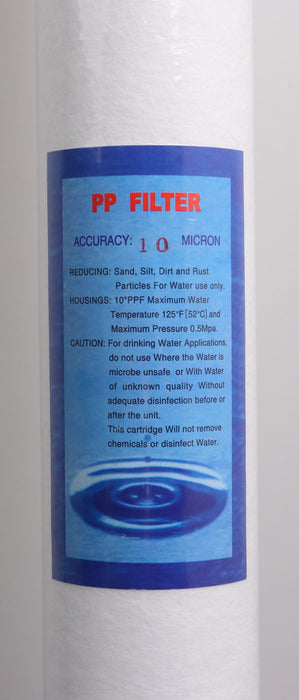 PP FILTER
ACCURACY: 10 MICRON
REDUCING: Sand, Silt, Dirt and Rust
Particles For Water use only.
HOUSINGS: 10"PPF Maximum Water
Temperature 125°F[52°C] and
Maximum Pressure 0.5Mpa.
CAUTION: For drinking Water Applications,
do not use Where the Water is
microbe unsafe or With Water
of unknown quality Without
adequate disinfection before or
after the unit.
This cartridge Will not remove
chemicals or disinfect Water.